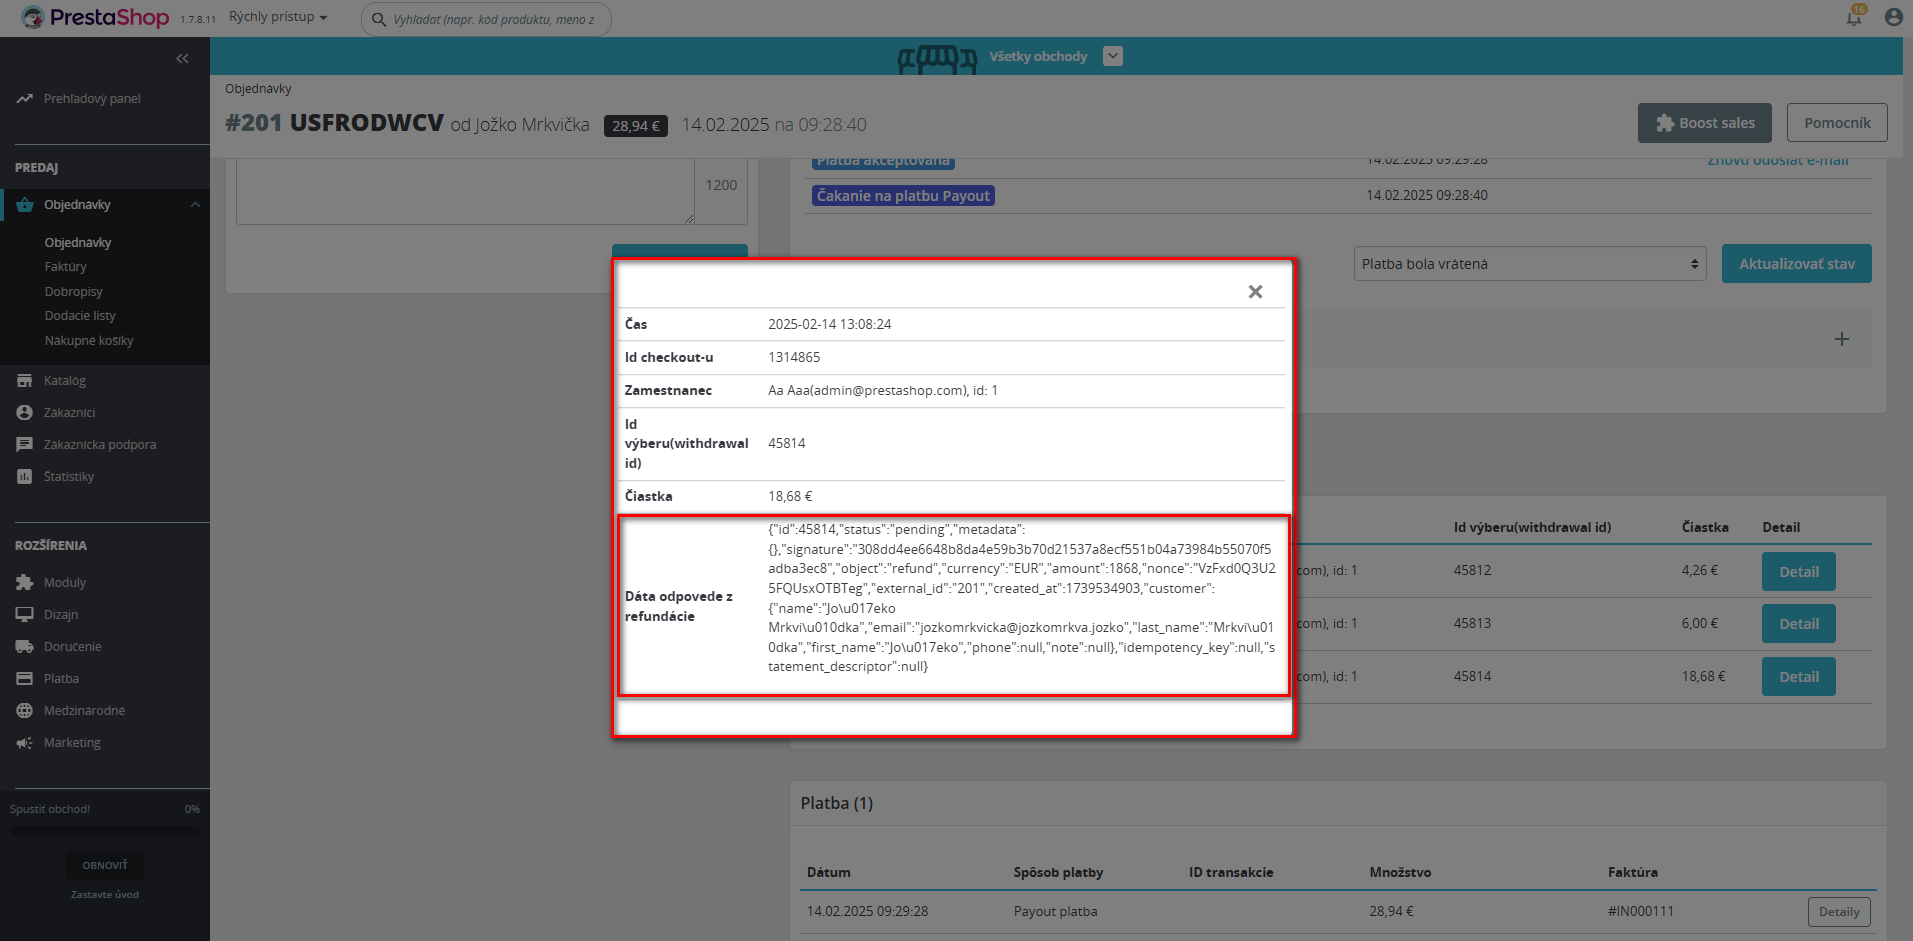 PrestaShop 1.7.8.11 Rýchly prístup Vyhľadať (napr. kód produktu, meno z 16
Všetky obchody
Objednávky
#201 USFRODWCV od Jožko Mrkvička 28,94 € 14.02.2025 na 09:28:40 Boost sales Pomocník
Prehľadový panel
PREDAJ
Objednávky
Objednávky
Faktúry
Dobropisy
Dodacie listy
Nákupné košíky
Katalóg
Zákazníci
Zákaznícka podpora
Štatistiky
ROZŠÍRENIA
Moduly
Dizajn
Doručenie
Platba
Medzinárodné
Marketing
Spustiť obchod! 0%
OBNOVIŤ
Zastavte úvod
1200
Platba akceptovaná 14.02.2025 09:29:28 Znovu odoslať e-mail
Čakanie na platbu Payout 14.02.2025 09:28:40
Platba bola vrátená Aktualizovať stav
Čas 2025-02-14 13:08:24
Id checkout-u 1314865
Zamestnanec Aa Aaa(admin@prestashop.com), id: 1
Id
výberu(withdrawal
id)
45814
Čiastka 18,68 €
Dáta odpovede z
refundácie
{"id":45814,"status":"pending","metadata":
{},"signature":"308dd4ee6648b8da4e59b3b70d21537a8ecf551b04a73984b55070f5
adba3ec8","object":"refund","currency":"EUR","amount":1868,"nonce":"VzFxd0Q3U2
5FQUsxOTBTeg","external_id":"201","created_at":1739534903,"customer":
{"name":"Jo\u017eko
Mrkvi\u010dka","email":"jozkomrkvicka@jozkomrkva.jozko","last_name":"Mrkvi\u01
0dka","first_name":"Jo\u017eko","phone":null,"note":null},"idempotency_key":null,"s
tatement_descriptor":null}
Id výberu(withdrawal id) Čiastka Detail
com), id: 1 45812 4,26 € Detail
com), id: 1 45813 6,00 € Detail
com), id: 1 45814 18,68 € Detail
Platba (1)
Dátum Spôsob platby ID transakcie Množstvo Faktúra
14.02.2025 09:29:28 Payout platba 28,94 € #IN000111 Detaily